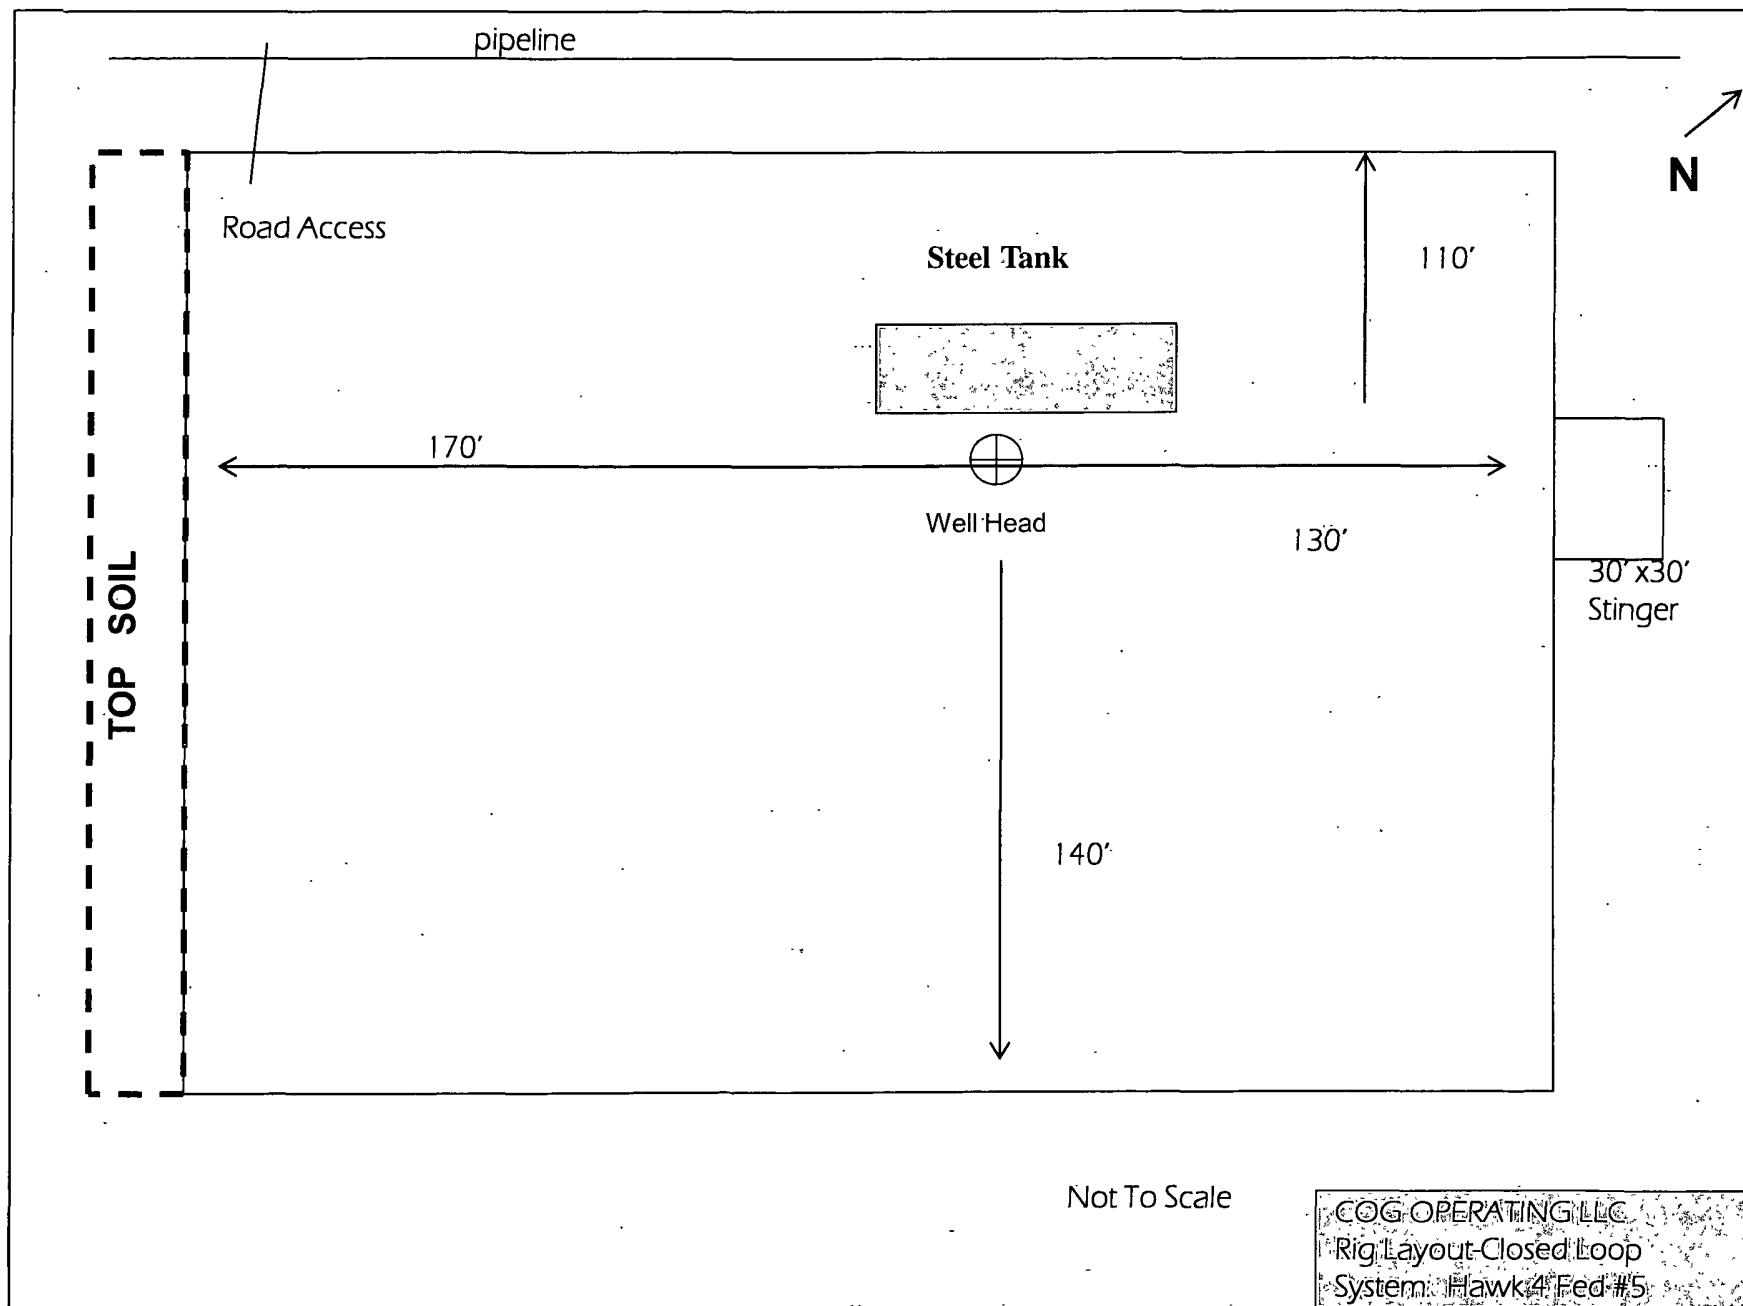 pipeline
N
Road Access
Steel Tank
110'
170'
Well Head
130'
30' x30'
Stinger
TOP SOIL
140'
Not To Scale
COG OPERATING LLC
Rig Layout-Closed Loop
System: Hawk 4 Fed #5